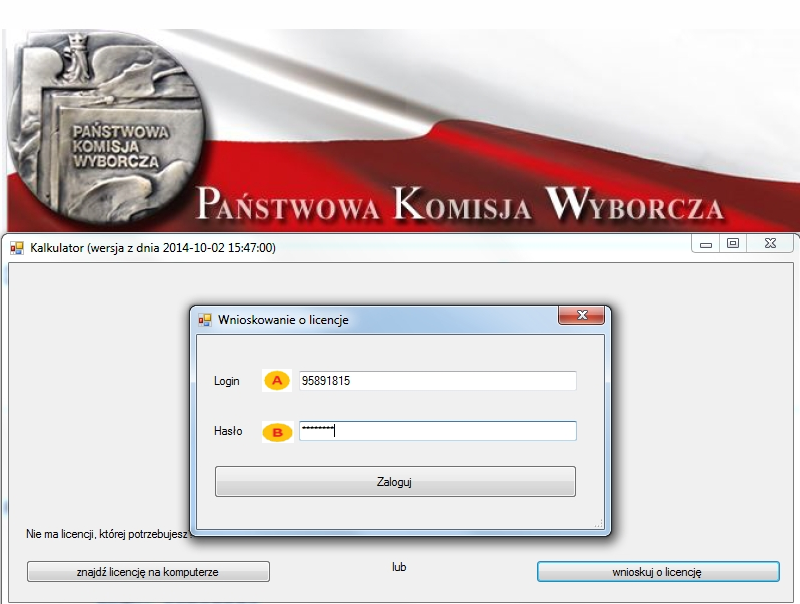 PAŃSTWOWA
KOMISJA
WYBORCZA
PAŃSTWOWA KOMISJA WYBORCZA
Kalkulator (wersja z dnia 2014-10-02 15:47:00)
Wnioskowanie o licencje
Login A 95891815
Hasło B ********
Zaloguj
Nie ma licencji, której potrzebujesz
znajdź licencję na komputerze lub wnioskuj o licencję